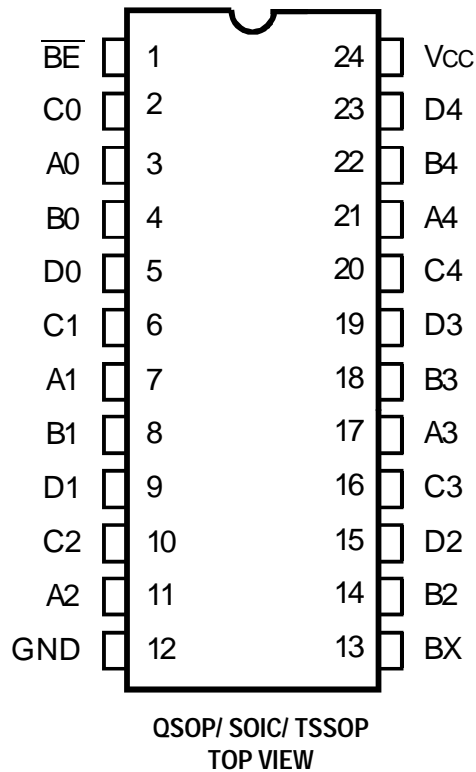 B̅E̅ 1 24 Vcc
C0 2 23 D4
A0 3 22 B4
B0 4 21 A4
D0 5 20 C4
C1 6 19 D3
A1 7 18 B3
B1 8 17 A3
D1 9 16 C3
C2 10 15 D2
A2 11 14 B2
GND 12 13 BX
QSOP/ SOIC/ TSSOP
TOP VIEW